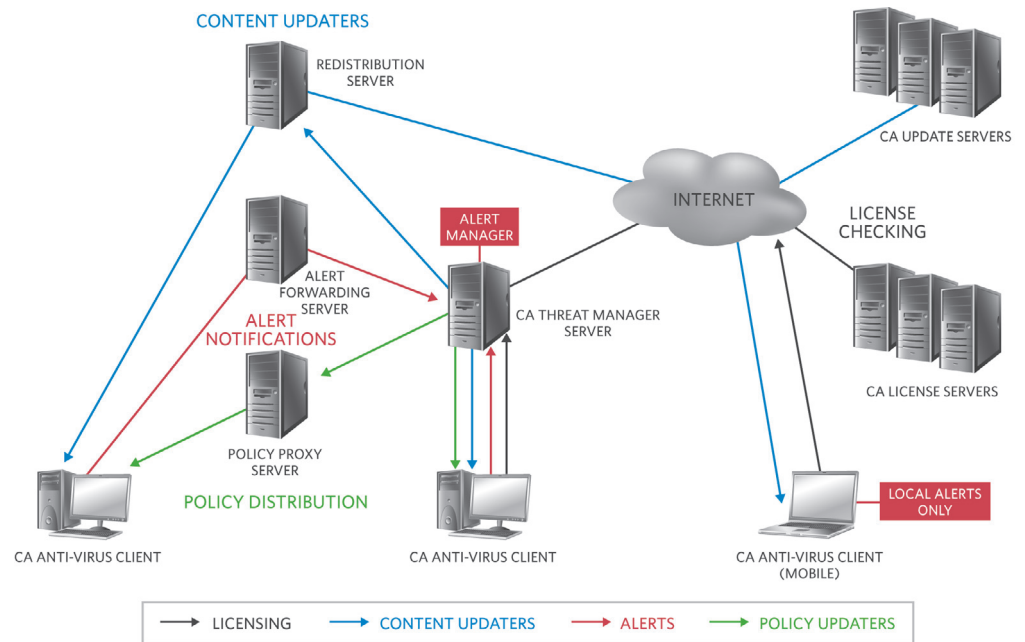 CONTENT UPDATERS
REDISTRIBUTION
SERVER
CA UPDATE SERVERS
INTERNET
ALERT
MANAGER
LICENSE
CHECKING
ALERT
FORWARDING
SERVER
CA THREAT MANAGER
SERVER
ALERT
NOTIFICATIONS
CA LICENSE SERVERS
POLICY PROXY
SERVER
POLICY DISTRIBUTION
LOCAL ALERTS
ONLY
CA ANTI-VIRUS CLIENT
CA ANTI-VIRUS CLIENT
CA ANTI-VIRUS CLIENT
(MOBILE)
LICENSING
CONTENT UPDATERS
ALERTS
POLICY UPDATERS